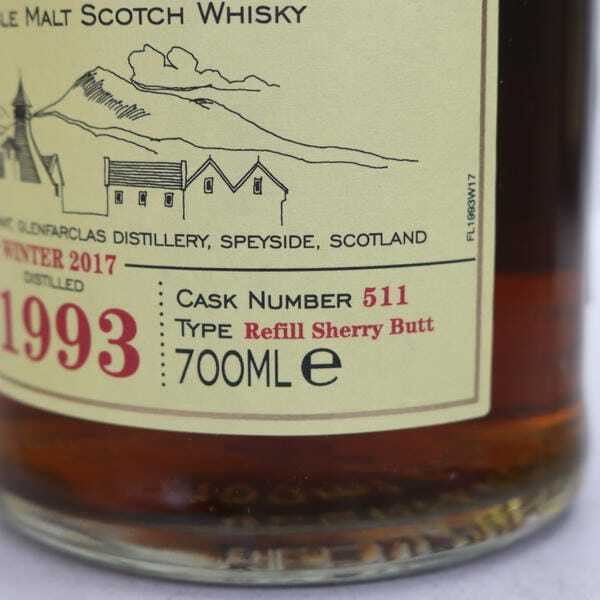 MALT SCOTCH WHISKY
GLENFARCLAS DISTILLERY, SPEYSIDE, SCOTLAND
WINTER 2017
DISTILLED
1993
CASK NUMBER 511
TYPE Refill Sherry Butt
700ML e
FL1993W17